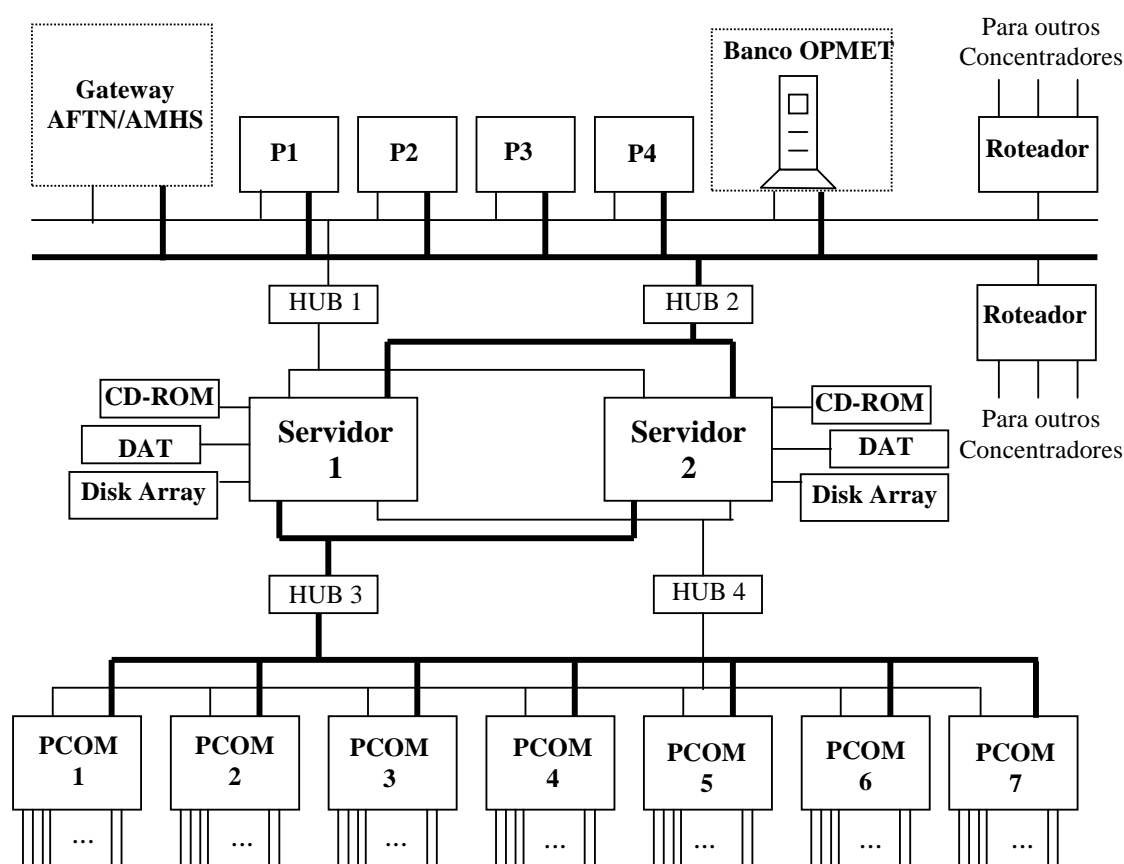 Para outros
Concentradores
Banco OPMET
Gateway
AFTN/AMHS
P1
P2
P3
P4
Roteador
HUB 1
HUB 2
Roteador
CD-ROM
DAT
Disk Array
Servidor
1
Servidor
2
CD-ROM
DAT
Disk Array
Para outros
Concentradores
HUB 3
HUB 4
PCOM
1
PCOM
2
PCOM
3
PCOM
4
PCOM
5
PCOM
6
PCOM
7
...
...
...
...
...
...
...